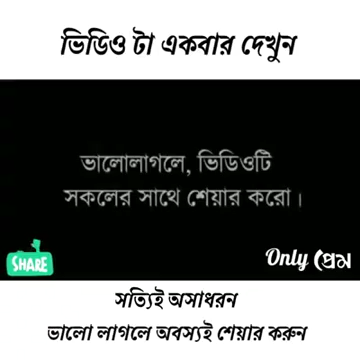 ভিডিও টা একবার দেখুন
ভালোলাগলে, ভিডিওটি
সকলের সাথে শেয়ার করো।
SHARE
Only প্রেম
সত্যিই অসাধরন
ভালো লাগলে অবস্যই শেয়ার করুন